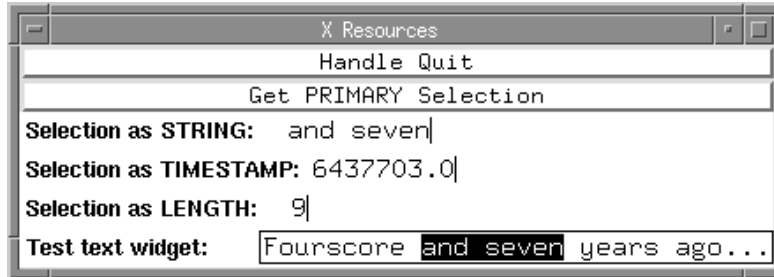 X Resources
Handle Quit
Get PRIMARY Selection
Selection as STRING: and seven
Selection as TIMESTAMP: 6437703.0
Selection as LENGTH: 9
Test text widget: Fourscore and seven years ago...